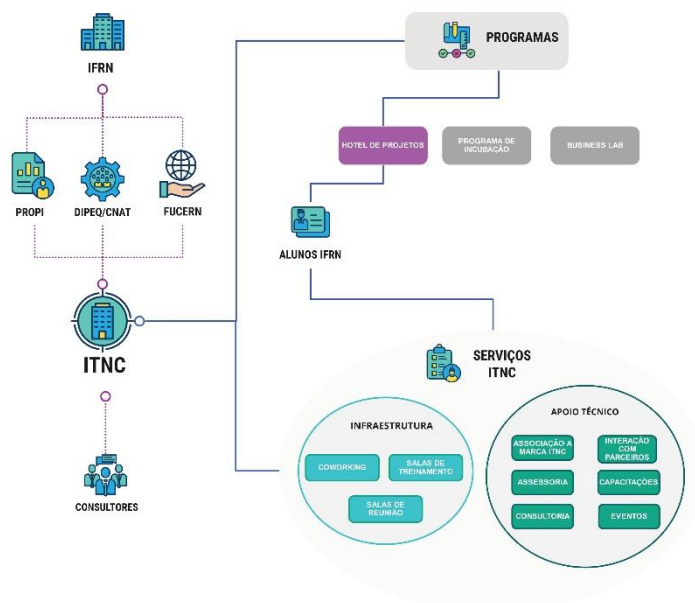 IFRN
PROPI
DIPEQ/CNAT
FUCERN
ITNC
CONSULTORES
PROGRAMAS
HOTEL DE PROJETOS
PROGRAMA DE
INCUBAÇÃO
BUSINESS LAB
ALUNOS IFRN
SERVIÇOS
ITNC
INFRAESTRUTURA
COWORKING
SALAS DE
TREINAMENTO
SALAS DE
REUNIÃO
APOIO TÉCNICO
ASSOCIAÇÃO A
MARCA ITNC
INTERAÇÃO
COM
PARCEIROS
ASSESSORIA
CAPACITAÇÕES
CONSULTORIA
EVENTOS